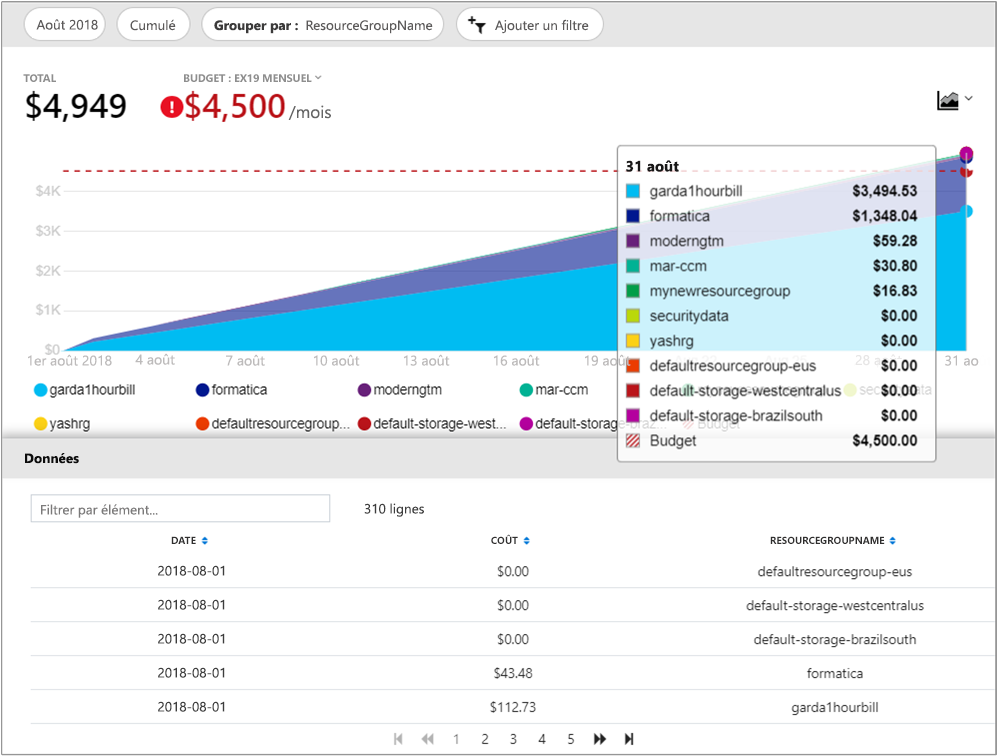 Août 2018 Cumulé Grouper par : ResourceGroupName Ajouter un filtre
TOTAL BUDGET : EX19 MENSUEL
$4,949 $4,500 /mois
$4K
$3K
$2K
$1K
$0
1er août 2018 4 août 7 août 10 août 13 août 16 août 19 août 28 août 31 ao
31 août
garda1hourbill $3,494.53
formatica $1,348.04
moderngtm $59.28
mar-ccm $30.80
mynewresourcegroup $16.83
securitydata $0.00
yashrg $0.00
defaultresourcegroup-eus $0.00
default-storage-westcentralus $0.00
default-storage-brazilsouth $0.00
Budget $4,500.00
garda1hourbill formatica moderngtm mar-ccm securitydata
yashrg defaultresourcegroup... default-storage-west... default-storage-braz... Budget
Données
Filtrer par élément... 310 lignes
DATE COÛT RESOURCEGROUPNAME
2018-08-01 $0.00 defaultresourcegroup-eus
2018-08-01 $0.00 default-storage-westcentralus
2018-08-01 $0.00 default-storage-brazilsouth
2018-08-01 $43.48 formatica
2018-08-01 $112.73 garda1hourbill
1 2 3 4 5